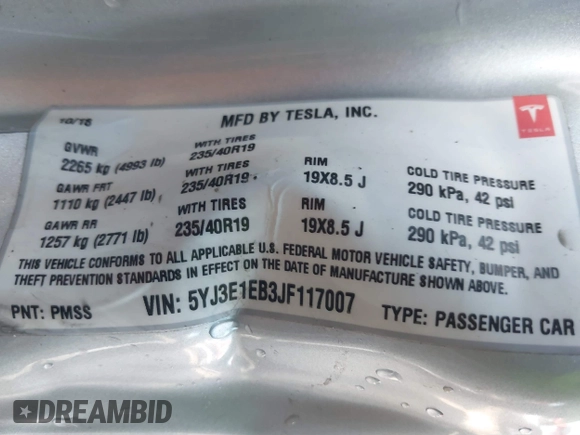 10/18 MFD BY TESLA, INC.
GVWR
2265 kg (4993 lb)
GAWR FRT WITH TIRES RIM COLD TIRE PRESSURE
1110 kg (2447 lb) 235/40R19 19X8.5 J 290 kPa, 42 psi
GAWR RR WITH TIRES RIM COLD TIRE PRESSURE
1257 kg (2771 lb) 235/40R19 19X8.5 J 290 kPa, 42 psi
WITH TIRES
235/40R19
THIS VEHICLE CONFORMS TO ALL APPLICABLE U.S. FEDERAL MOTOR VEHICLE SAFETY, BUMPER, AND
THEFT PREVENTION STANDARDS IN EFFECT ON THE DATE OF MANUFACTURE SHOWN ABOVE.
PNT: PMSS VIN: 5YJ3E1EB3JF117007 TYPE: PASSENGER CAR
TESLA
DREAMBID